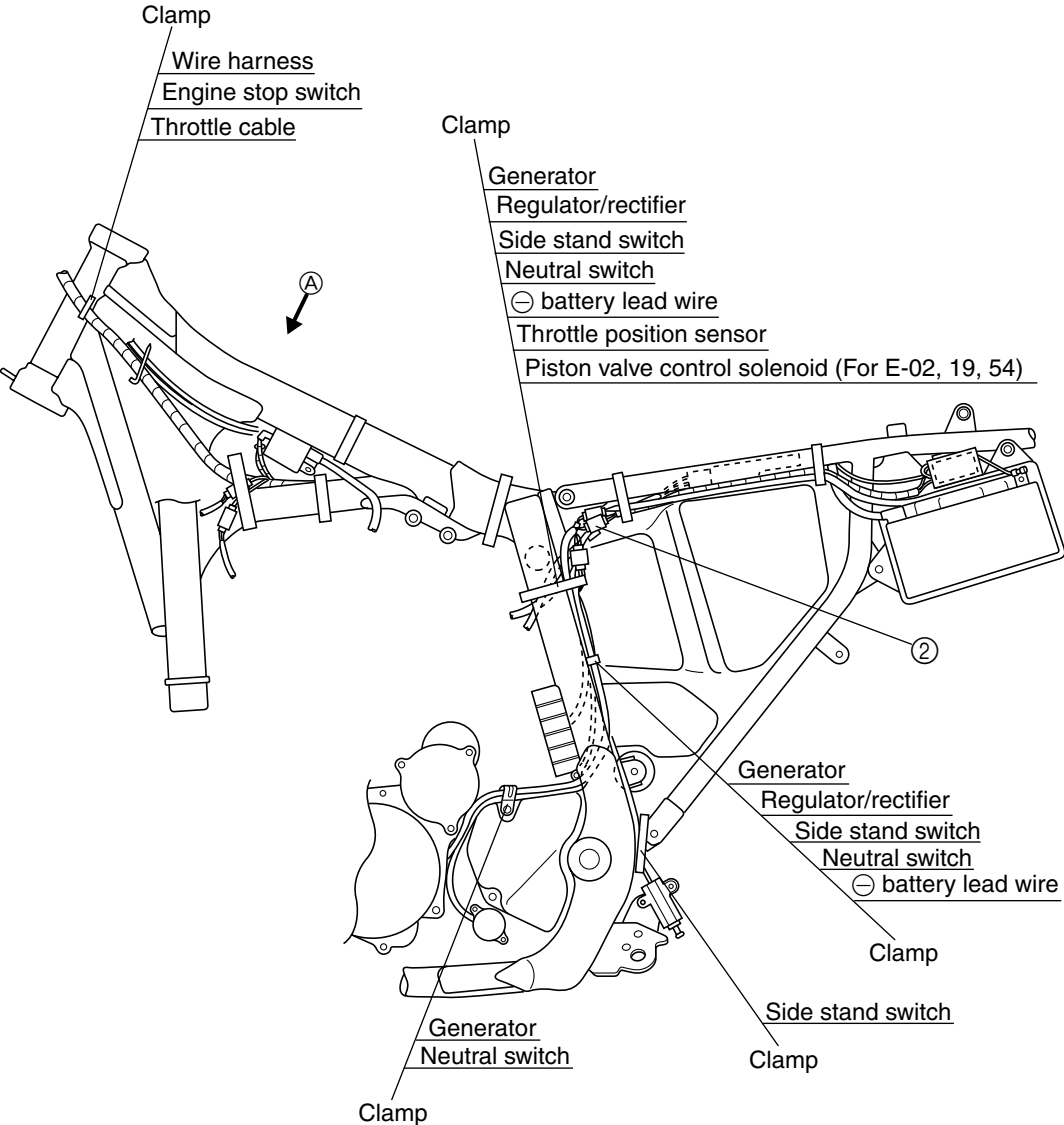 Clamp
Wire harness
Engine stop switch
Throttle cable
Clamp
Generator
Regulator/rectifier
Side stand switch
Neutral switch
⊖ battery lead wire
Throttle position sensor
Piston valve control solenoid (For E-02, 19, 54)
Ⓐ
②
Generator
Regulator/rectifier
Side stand switch
Neutral switch
⊖ battery lead wire
Clamp
Side stand switch
Clamp
Generator
Neutral switch
Clamp